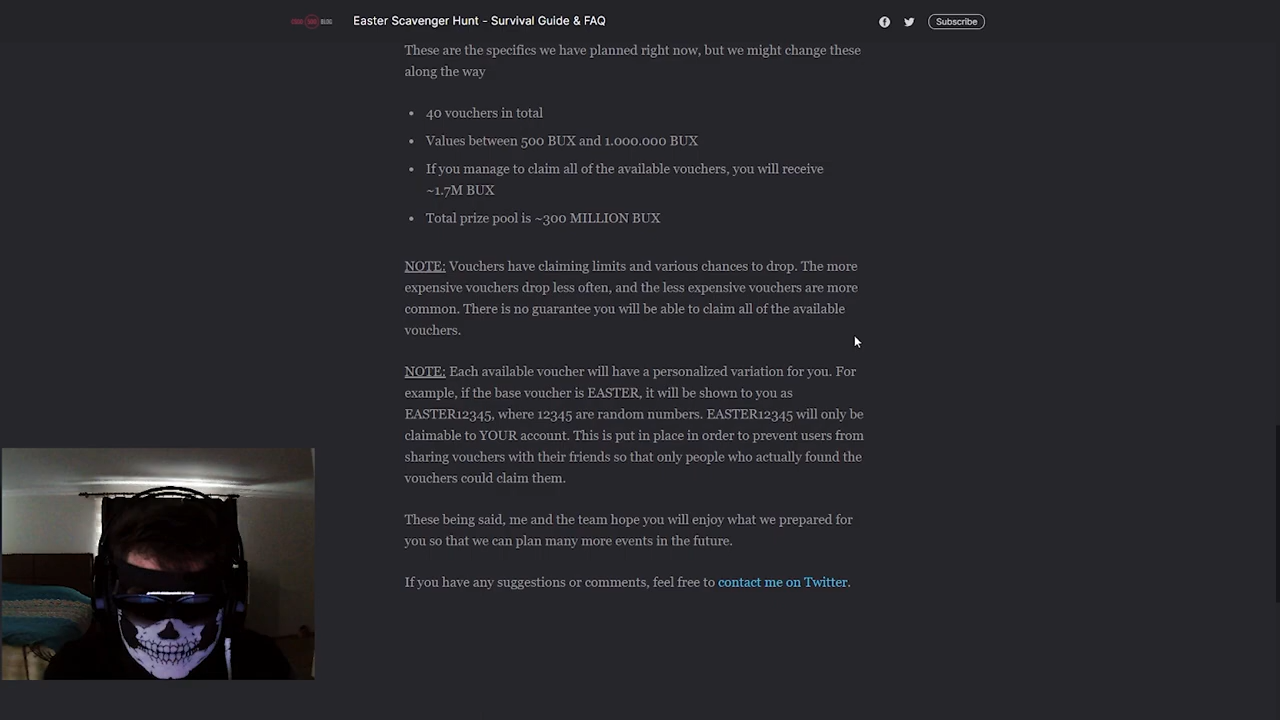 Easter Scavenger Hunt - Survival Guide & FAQ
Subscribe
These are the specifics we have planned right now, but we might change these
along the way
• 40 vouchers in total
• Values between 500 BUX and 1.000.000 BUX
• If you manage to claim all of the available vouchers, you will receive
~1.7M BUX
• Total prize pool is ~300 MILLION BUX
NOTE: Vouchers have claiming limits and various chances to drop. The more
expensive vouchers drop less often, and the less expensive vouchers are more
common. There is no guarantee you will be able to claim all of the available
vouchers.
NOTE: Each available voucher will have a personalized variation for you. For
example, if the base voucher is EASTER, it will be shown to you as
EASTER12345, where 12345 are random numbers. EASTER12345 will only be
claimable to YOUR account. This is put in place in order to prevent users from
sharing vouchers with their friends so that only people who actually found the
vouchers could claim them.
These being said, me and the team hope you will enjoy what we prepared for
you so that we can plan many more events in the future.
If you have any suggestions or comments, feel free to contact me on Twitter.